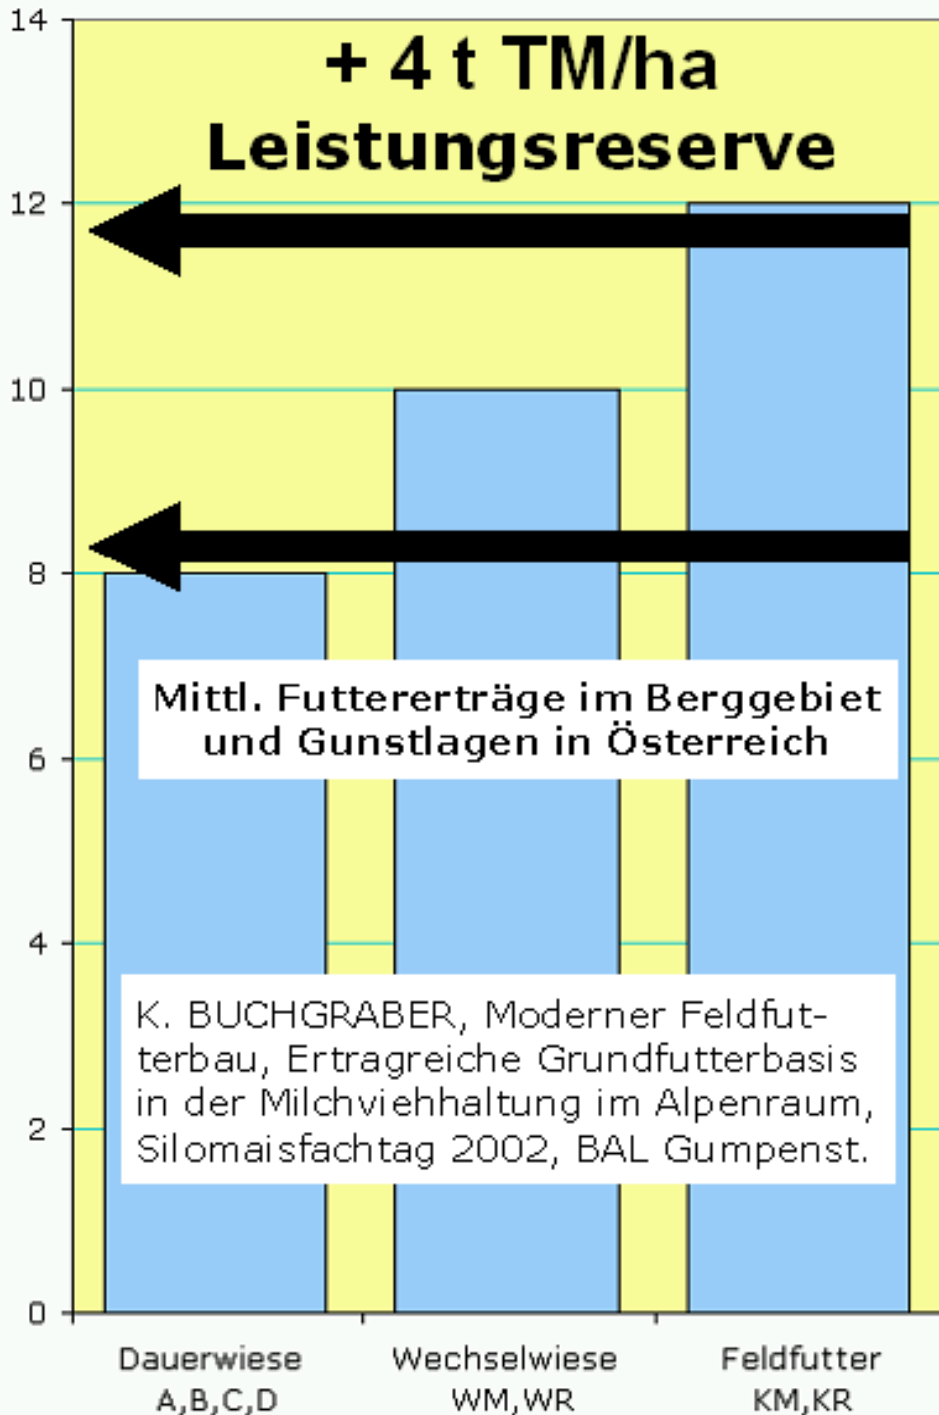 14
+ 4 t TM/ha
Leistungsreserve
12
10
8
Mittl. Futtererträge im Berggebiet
und Gunstlagen in Österreich
6
4
K. BUCHGRABER, Moderner Feldfut-
terbau, Ertragreiche Grundfutterbasis
in der Milchviehhaltung im Alpenraum,
Silomaisfachtag 2002, BAL Gumpenst.
2
0
Dauerwiese
A,B,C,D
Wechselwiese
WM,WR
Feldfutter
KM,KR